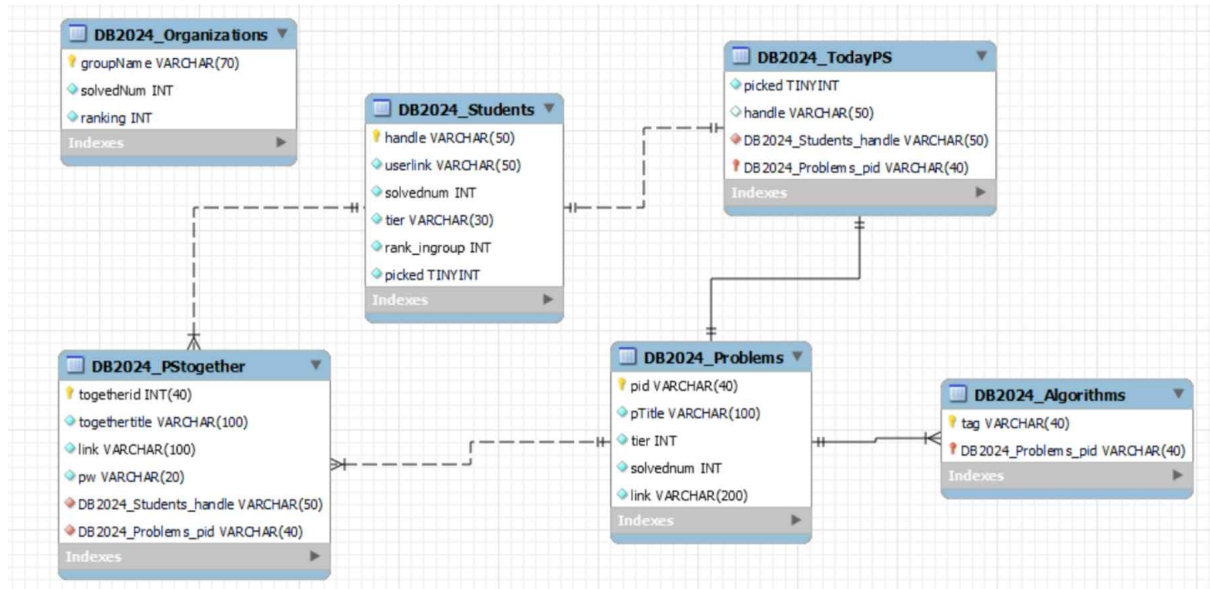 DB2024_Organizations
groupName VARCHAR(70)
solvedNum INT
ranking INT
Indexes
DB2024_Students
handle VARCHAR(50)
userlink VARCHAR(50)
solvednum INT
tier VARCHAR(30)
rank_ingroup INT
picked TINYINT
Indexes
DB2024_TodayPS
picked TINYINT
handle VARCHAR(50)
DB2024_Students_handle VARCHAR(50)
DB2024_Problems_pid VARCHAR(40)
Indexes
DB2024_PStogether
togetherid INT(40)
togethertitle VARCHAR(100)
link VARCHAR(100)
pw VARCHAR(20)
DB2024_Students_handle VARCHAR(50)
DB2024_Problems_pid VARCHAR(40)
Indexes
DB2024_Problems
pid VARCHAR(40)
pTitle VARCHAR(100)
tier INT
solvednum INT
link VARCHAR(200)
Indexes
DB2024_Algorithms
tag VARCHAR(40)
DB2024_Problems_pid VARCHAR(40)
Indexes